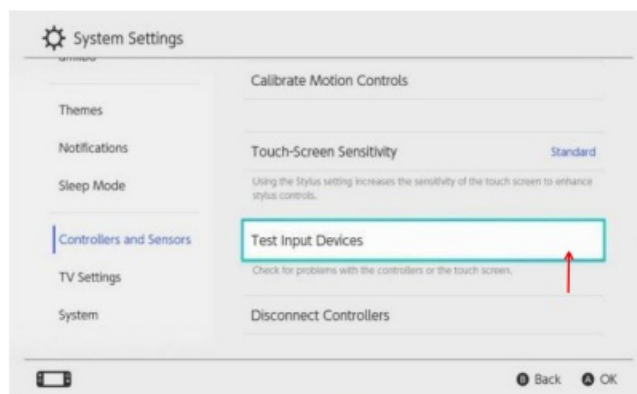 System Settings
amiibo
Calibrate Motion Controls
Themes
Notifications
Touch-Screen Sensitivity Standard
Using the Stylus setting increases the sensitivity of the touch screen to enhance
stylus controls.
Sleep Mode
Controllers and Sensors
Test Input Devices
Check for problems with the controllers or the touch screen.
TV Settings
System
Disconnect Controllers
B Back A OK